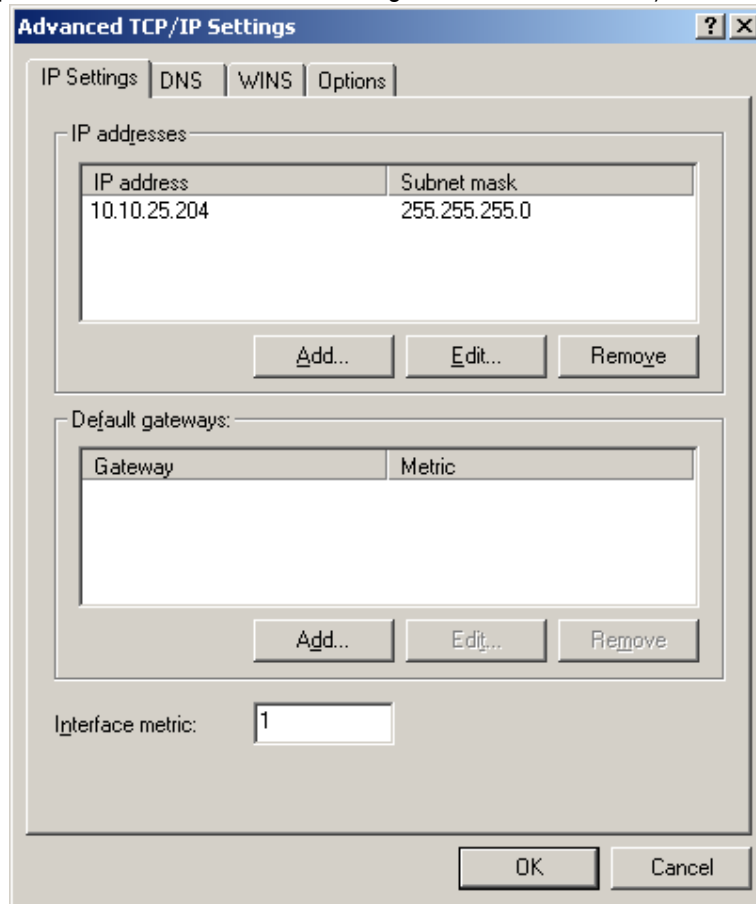 Advanced TCP/IP Settings
IP Settings DNS WINS Options
IP addresses
IP address Subnet mask
10.10.25.204 255.255.255.0
Add... Edit... Remove
Default gateways:
Gateway Metric
Add... Edit... Remove
Interface metric: 1
OK Cancel